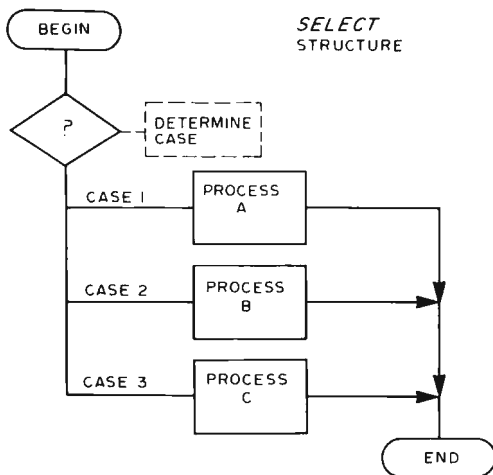 BEGIN
SELECT
STRUCTURE
?
DETERMINE
CASE
CASE 1
PROCESS
A
CASE 2
PROCESS
B
CASE 3
PROCESS
C
END